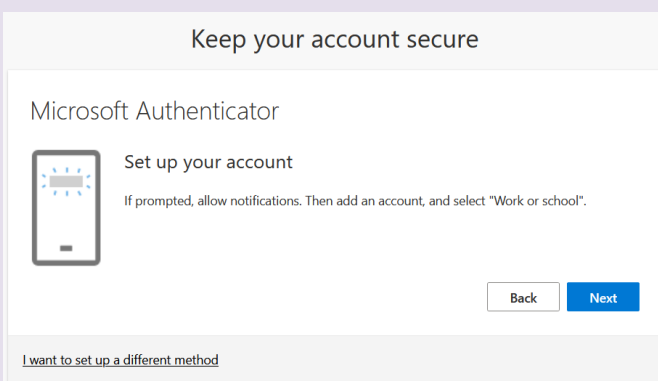 Keep your account secure
Microsoft Authenticator
Set up your account
If prompted, allow notifications. Then add an account, and select "Work or school".
Back
Next
I want to set up a different method